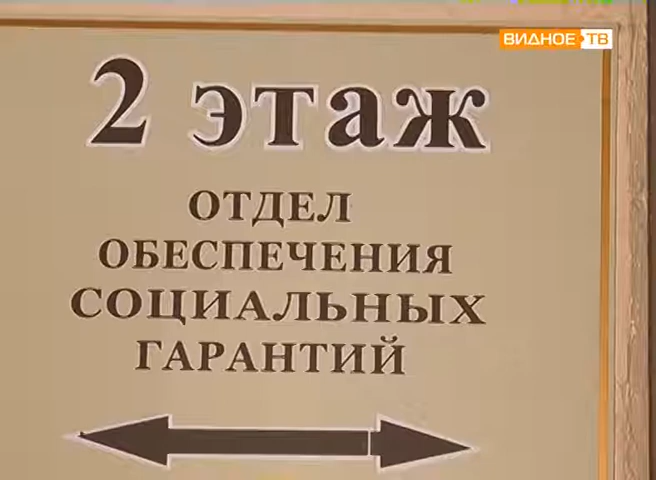 ВИДНОЕ ТВ
2 этаж
ОТДЕЛ
ОБЕСПЕЧЕНИЯ
СОЦИАЛЬНЫХ
ГАРАНТИЙ